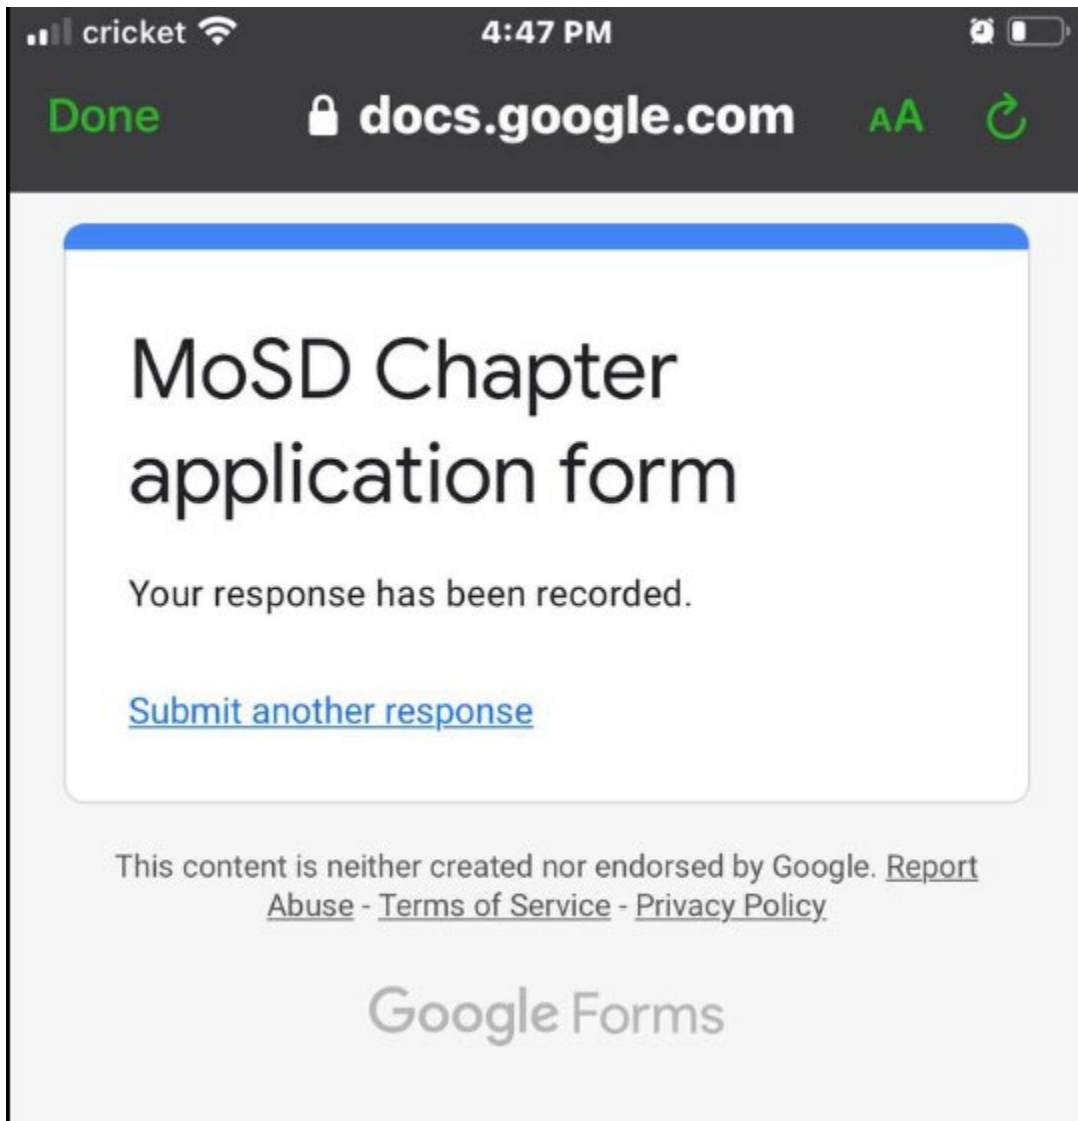 cricket 4:47 PM
Done docs.google.com AA
MoSD Chapter
application form
Your response has been recorded.
Submit another response
This content is neither created nor endorsed by Google. Report
Abuse - Terms of Service - Privacy Policy
Google Forms